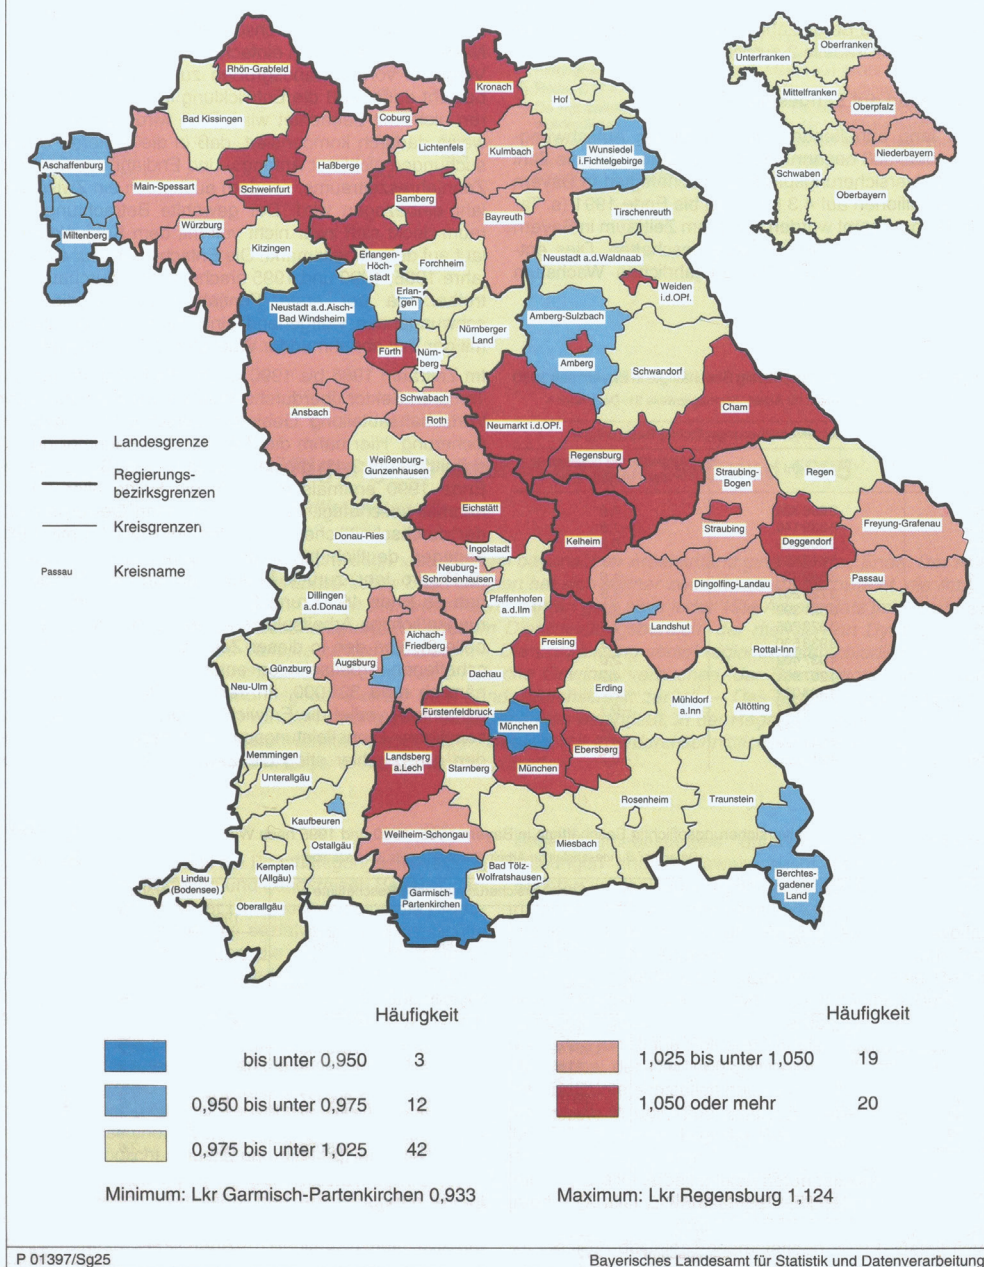 Rhön-Grabfeld
Kronach
Hof
Bad Kissingen
Coburg
Lichtenfels
Kulmbach
Wunsiedel
i.Fichtelgebirge
Aschaffenburg
Main-Spessart
Haßberge
Schweinfurt
Bamberg
Bayreuth
Tirschenreuth
Miltenberg
Würzburg
Kitzingen
Erlangen-
Höch-
stadt
Forchheim
Neustadt a.d.Waldnaab
Weiden
i.d.OPf.
Neustadt a.d.Aisch-
Bad Windsheim
Erlan-
gen
Nürnberger
Land
Amberg-Sulzbach
Amberg
Fürth
Nürn-
berg
Schwandorf
Ansbach
Schwabach
Roth
Neumarkt i.d.OPf.
Cham
Weißenburg-
Gunzenhausen
Regensburg
Straubing-
Bogen
Regen
Eichstätt
Straubing
Deggendorf
Freyung-Grafenau
Donau-Ries
Ingolstadt
Kelheim
Neuburg-
Schrobenhausen
Dingolfing-Landau
Passau
Dillingen
a.d.Donau
Pfaffenhofen
a.d.Ilm
Landshut
Aichach-
Friedberg
Freising
Rottal-Inn
Günzburg
Augsburg
Dachau
Neu-Ulm
Erding
Mühldorf
a.Inn
Altötting
Fürstenfeldbruck
München
Memmingen
Landsberg
a.Lech
Starnberg
München
Ebersberg
Unterallgäu
Kaufbeuren
Rosenheim
Traunstein
Weilheim-Schongau
Ostallgäu
Miesbach
Kempten
(Allgäu)
Bad Tölz-
Wolfratshausen
Lindau
(Bodensee)
Berchtes-
gadener
Land
Garmisch-
Partenkirchen
Oberallgäu
Unterfranken
Oberfranken
Mittelfranken
Oberpfalz
Niederbayern
Schwaben
Oberbayern
Landesgrenze
Regierungs-
bezirksgrenzen
Kreisgrenzen
Passau Kreisname
Häufigkeit
bis unter 0,950 3
0,950 bis unter 0,975 12
0,975 bis unter 1,025 42
Häufigkeit
1,025 bis unter 1,050 19
1,050 oder mehr 20
Minimum: Lkr Garmisch-Partenkirchen 0,933
Maximum: Lkr Regensburg 1,124
P 01397/Sg25
Bayerisches Landesamt für Statistik und Datenverarbeitung